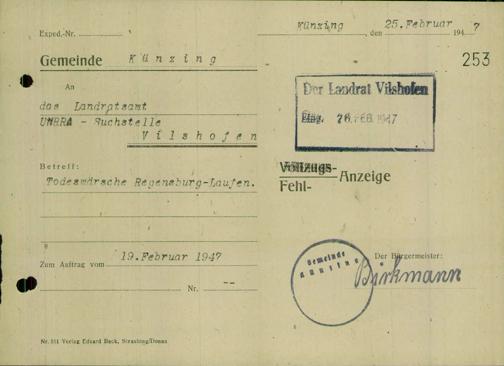 Exped.-Nr.
Künzing, den 25.Februar 1947
Gemeinde Künzing
253
An
das Landratsamt
UNRRA - Suchstelle
Vilshofen
Der Landrat Vilshofen
Eing. 26. FEB. 1947
Betreff:
Todesmärsche Regensburg-Laufen.
Vollzugs-
Fehl- Anzeige
Zum Auftrag vom 19.Februar 1947
Nr. --
Der Bürgermeister:
Birkmann
Gemeinde
Künzing
Nr. 511 Verlag Eduard Beck, Straubing/Donau